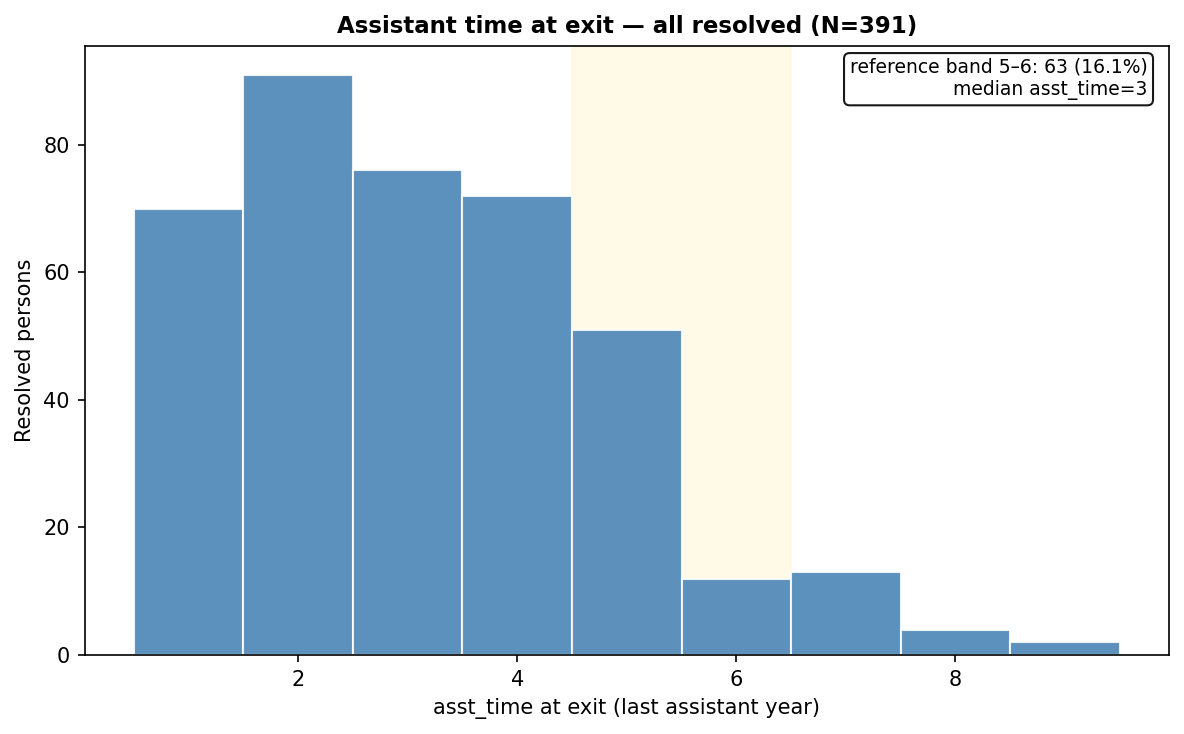 Assistant time at exit — all resolved (N=391)
reference band 5–6: 63 (16.1%)
median asst_time=3
Resolved persons
80
60
40
20
0
2 4 6 8
asst_time at exit (last assistant year)